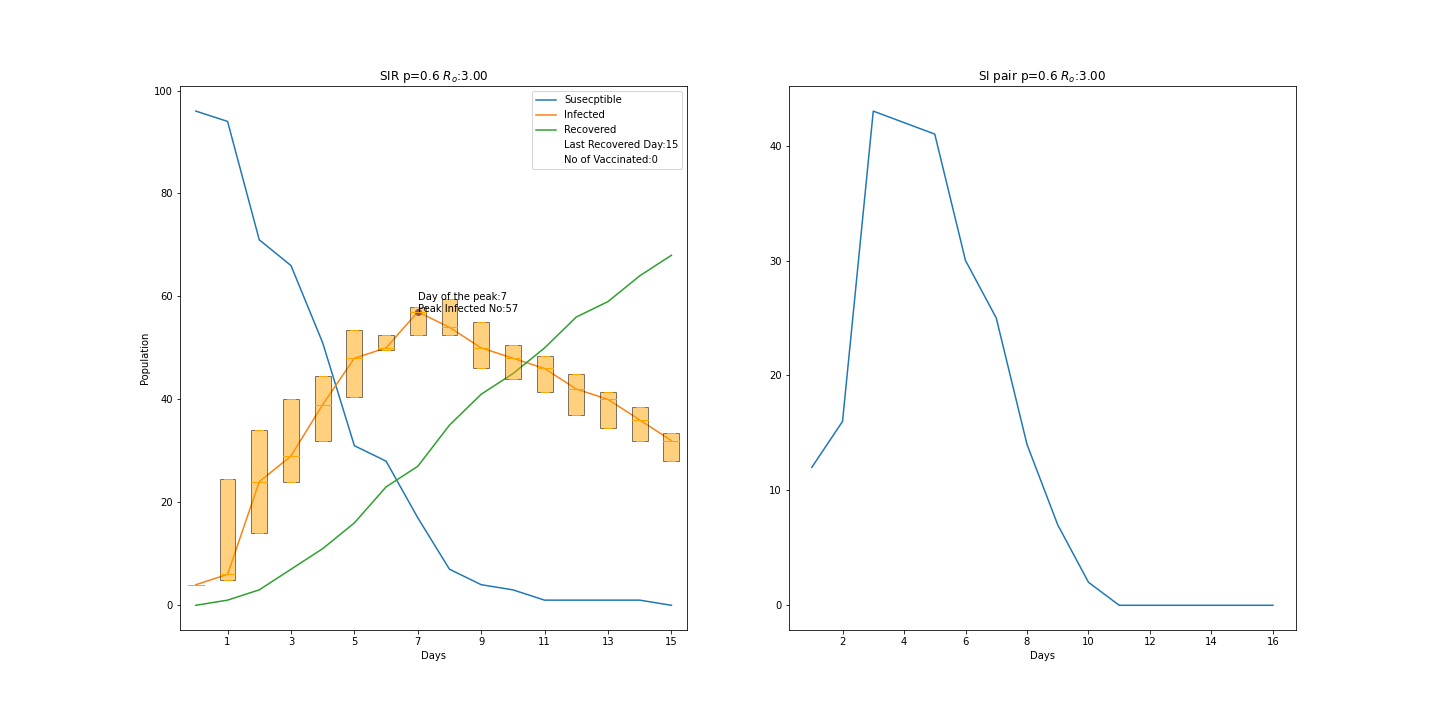 SIR p=0.6 Rₒ:3.00
100
80
60
40
20
0
Population
Susecptible
Infected
Recovered
Last Recovered Day:15
No of Vaccinated:0
Day of the peak:7
Peak Infected No:57
1 3 5 7 9 11 13 15
Days
SI pair p=0.6 Rₒ:3.00
40
30
20
10
0
2 4 6 8 10 12 14 16
Days